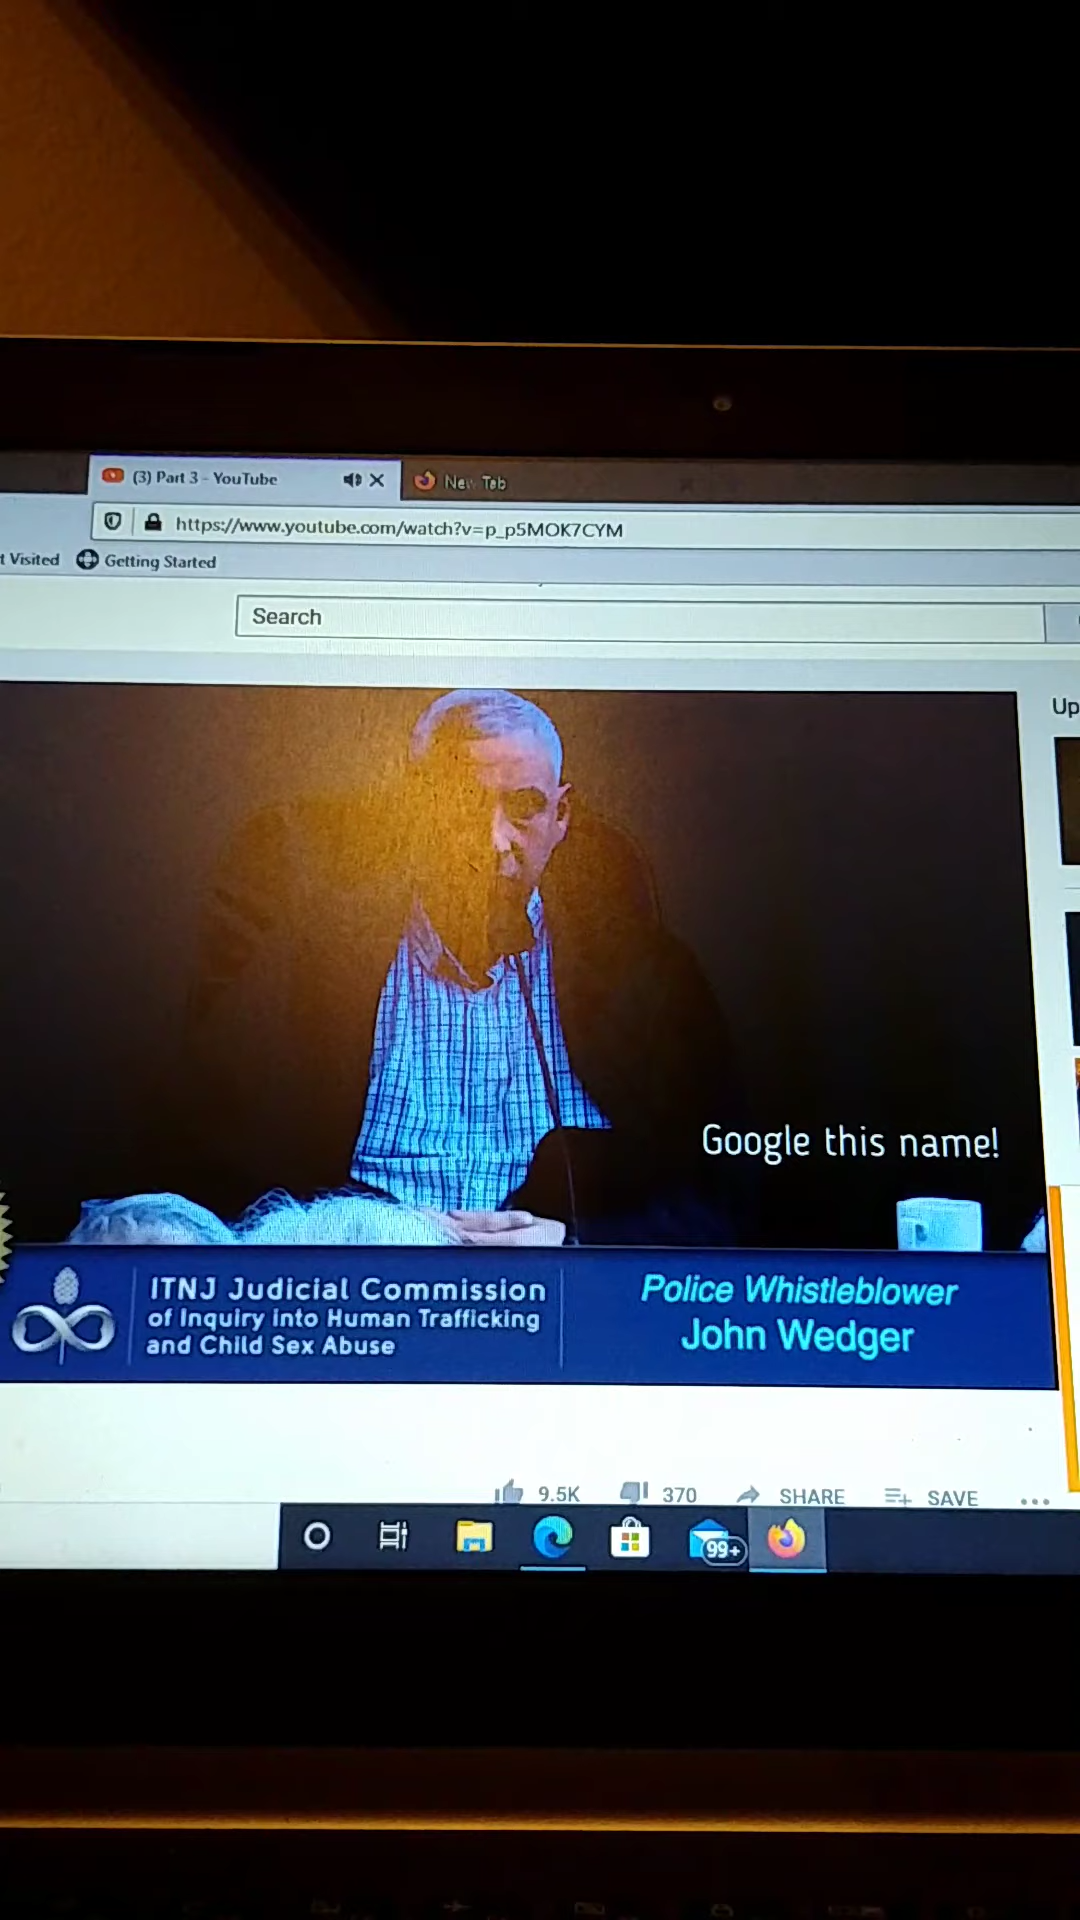 (3) Part 3 - YouTube
New Tab
https://www.youtube.com/watch?v=p_p5MOK7CYM
t Visited
Getting Started
Search
Up
Google this name!
ITNJ Judicial Commission
of Inquiry into Human Trafficking
and Child Sex Abuse
Police Whistleblower
John Wedger
9.5K
370
SHARE
SAVE
99+